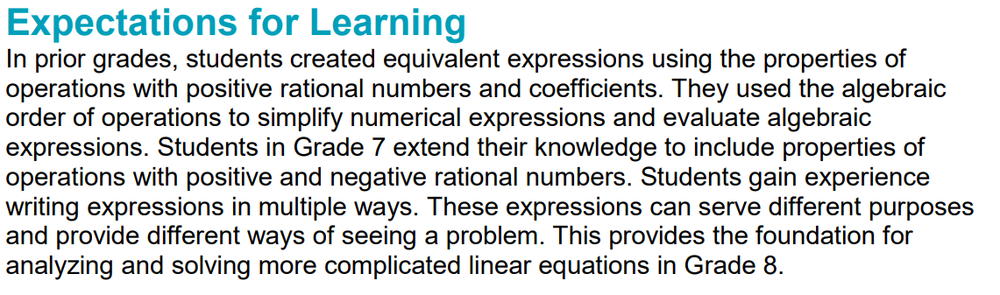 Expectations for Learning
In prior grades, students created equivalent expressions using the properties of
operations with positive rational numbers and coefficients. They used the algebraic
order of operations to simplify numerical expressions and evaluate algebraic
expressions. Students in Grade 7 extend their knowledge to include properties of
operations with positive and negative rational numbers. Students gain experience
writing expressions in multiple ways. These expressions can serve different purposes
and provide different ways of seeing a problem. This provides the foundation for
analyzing and solving more complicated linear equations in Grade 8.